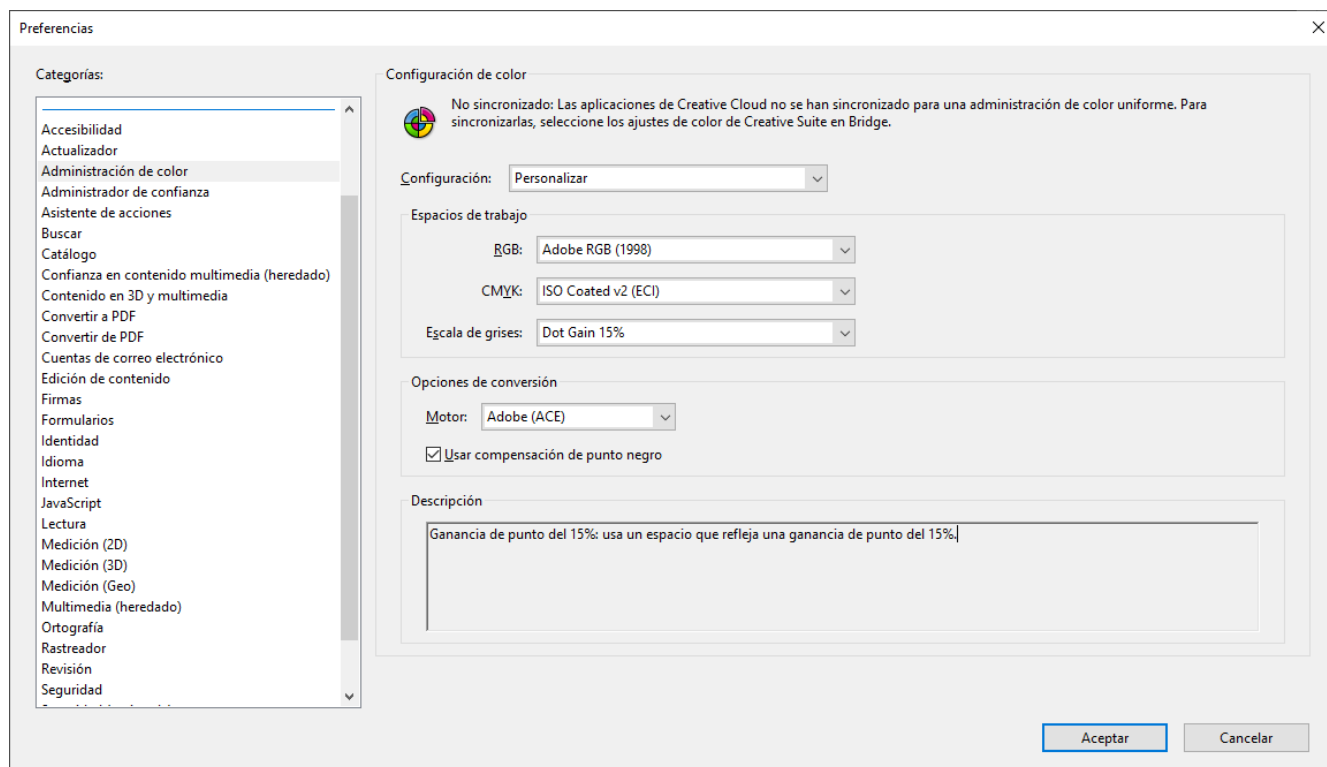 Preferencias
Categorías:
Accesibilidad
Actualizador
Administración de color
Administrador de confianza
Asistente de acciones
Buscar
Catálogo
Confianza en contenido multimedia (heredado)
Contenido en 3D y multimedia
Convertir a PDF
Convertir de PDF
Cuentas de correo electrónico
Edición de contenido
Firmas
Formularios
Identidad
Idioma
Internet
JavaScript
Lectura
Medición (2D)
Medición (3D)
Medición (Geo)
Multimedia (heredado)
Ortografía
Rastreador
Revisión
Seguridad
Configuración de color
No sincronizado: Las aplicaciones de Creative Cloud no se han sincronizado para una administración de color uniforme. Para
sincronizarlas, seleccione los ajustes de color de Creative Suite en Bridge.
Configuración: Personalizar
Espacios de trabajo
RGB: Adobe RGB (1998)
CMYK: ISO Coated v2 (ECI)
Escala de grises: Dot Gain 15%
Opciones de conversión
Motor: Adobe (ACE)
Usar compensación de punto negro
Descripción
Ganancia de punto del 15%: usa un espacio que refleja una ganancia de punto del 15%.
Aceptar Cancelar